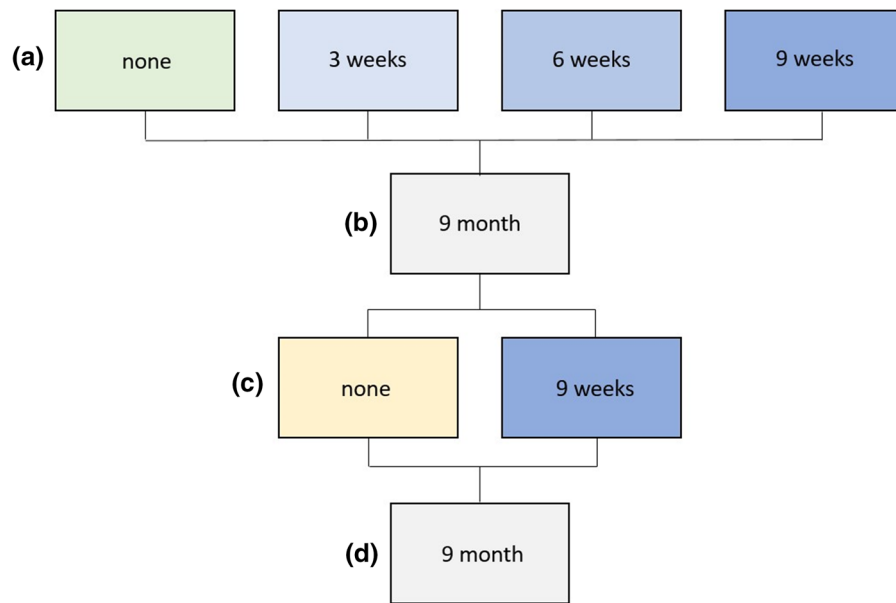 (a) none 3 weeks 6 weeks 9 weeks
(b) 9 month
(c) none 9 weeks
(d) 9 month